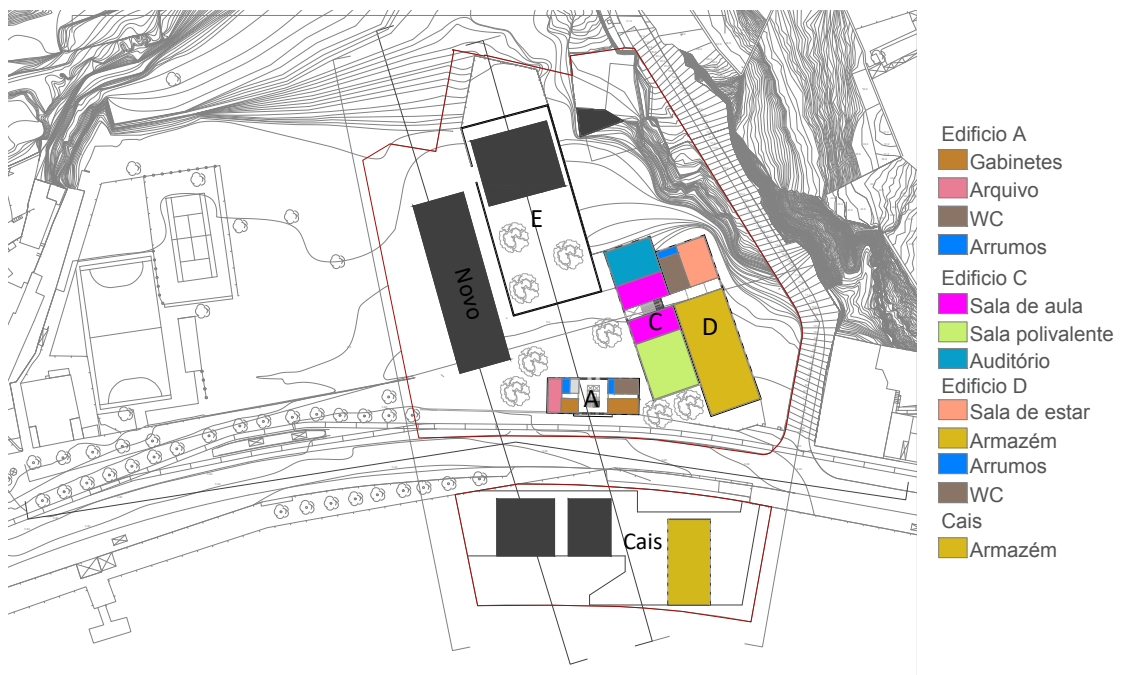 E
Novo
C
D
A
Cais
Edificio A
Gabinetes
Arquivo
WC
Arrumos
Edificio C
Sala de aula
Sala polivalente
Auditório
Edificio D
Sala de estar
Armazém
Arrumos
WC
Cais
Armazém